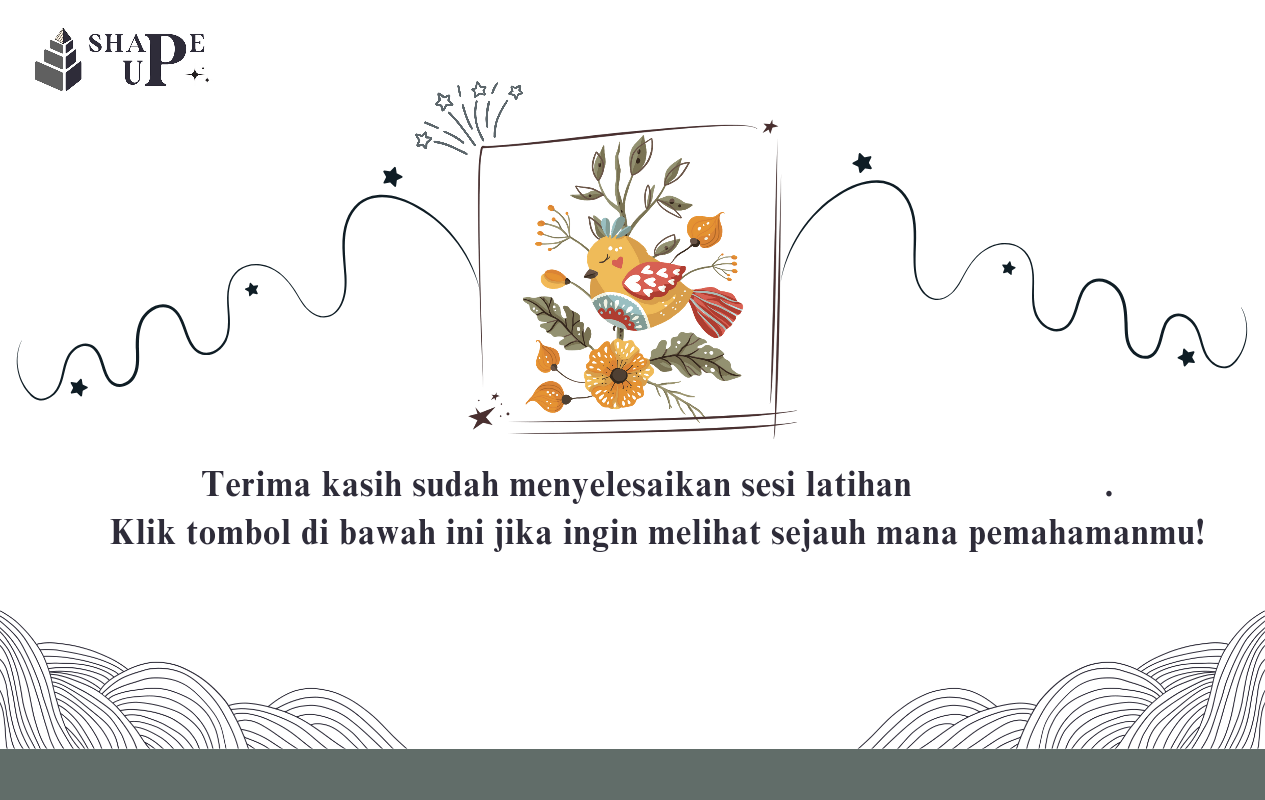 SHAPE
UP
Terima kasih sudah menyelesaikan sesi latihan .
Klik tombol di bawah ini jika ingin melihat sejauh mana pemahamanmu!